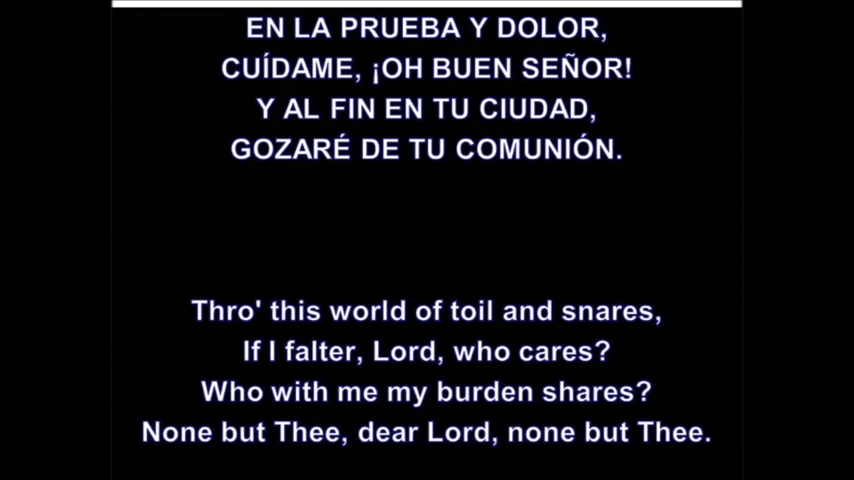 EN LA PRUEBA Y DOLOR,
CUÍDAME, ¡OH BUEN SEÑOR!
Y AL FIN EN TU CIUDAD,
GOZARÉ DE TU COMUNIÓN.
Thro' this world of toil and snares,
If I falter, Lord, who cares?
Who with me my burden shares?
None but Thee, dear Lord, none but Thee.